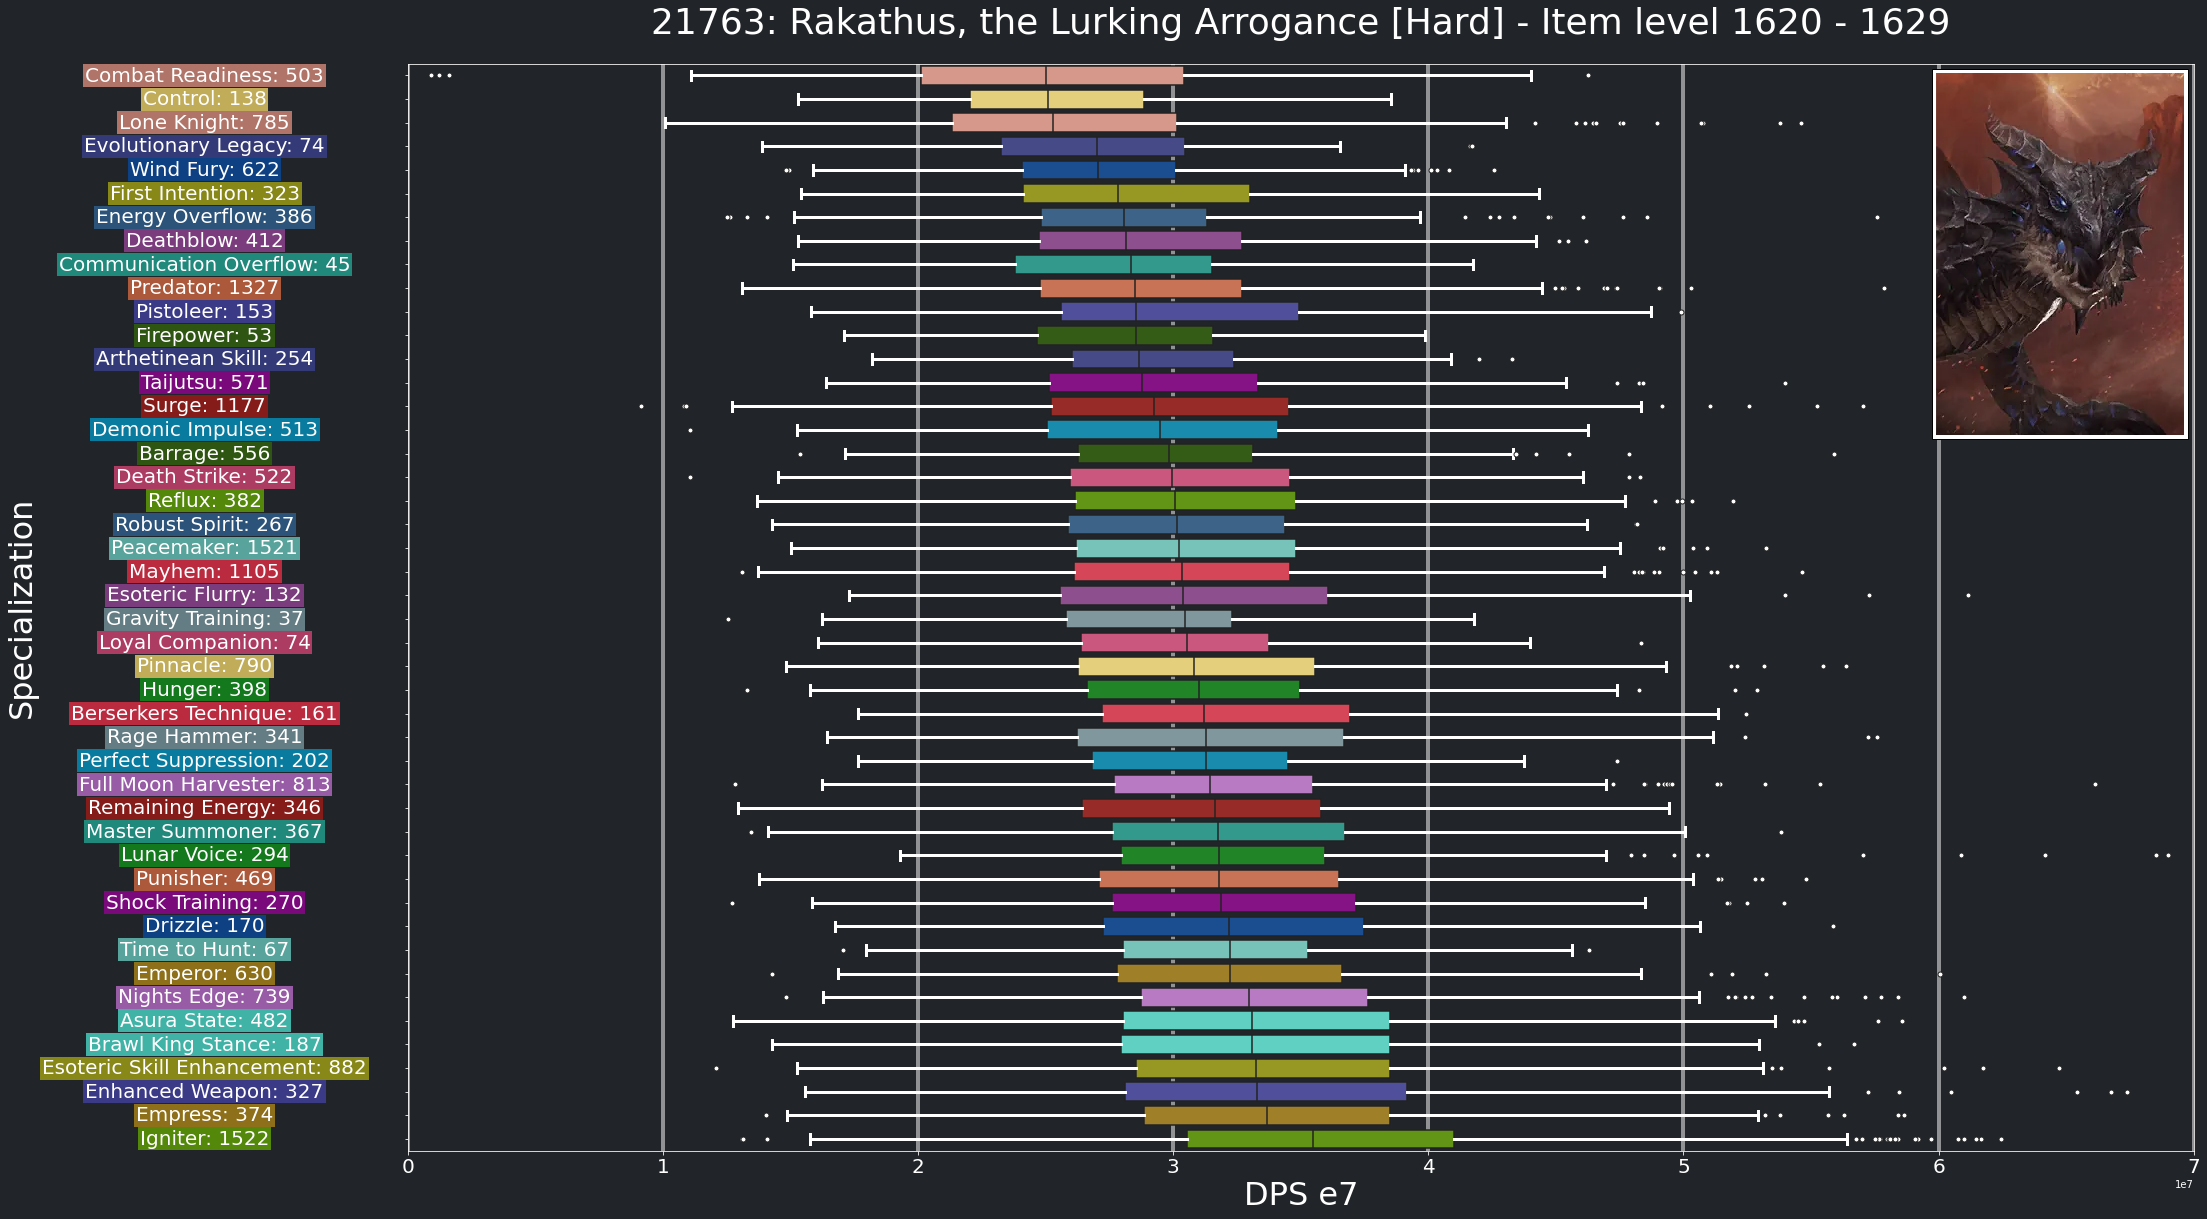 21763: Rakathus, the Lurking Arrogance [Hard] - Item level 1620 - 1629
Combat Readiness: 503
Control: 138
Lone Knight: 785
Evolutionary Legacy: 74
Wind Fury: 622
First Intention: 323
Energy Overflow: 386
Deathblow: 412
Communication Overflow: 45
Predator: 1327
Pistoleer: 153
Firepower: 53
Arthetinean Skill: 254
Taijutsu: 571
Surge: 1177
Demonic Impulse: 513
Barrage: 556
Death Strike: 522
Reflux: 382
Robust Spirit: 267
Peacemaker: 1521
Mayhem: 1105
Esoteric Flurry: 132
Gravity Training: 37
Loyal Companion: 74
Pinnacle: 790
Hunger: 398
Berserkers Technique: 161
Rage Hammer: 341
Perfect Suppression: 202
Full Moon Harvester: 813
Remaining Energy: 346
Master Summoner: 367
Lunar Voice: 294
Punisher: 469
Shock Training: 270
Drizzle: 170
Time to Hunt: 67
Emperor: 630
Nights Edge: 739
Asura State: 482
Brawl King Stance: 187
Esoteric Skill Enhancement: 882
Enhanced Weapon: 327
Empress: 374
Igniter: 1522
Specialization
0 1 2 3 4 5 6 7
1e7
DPS e7